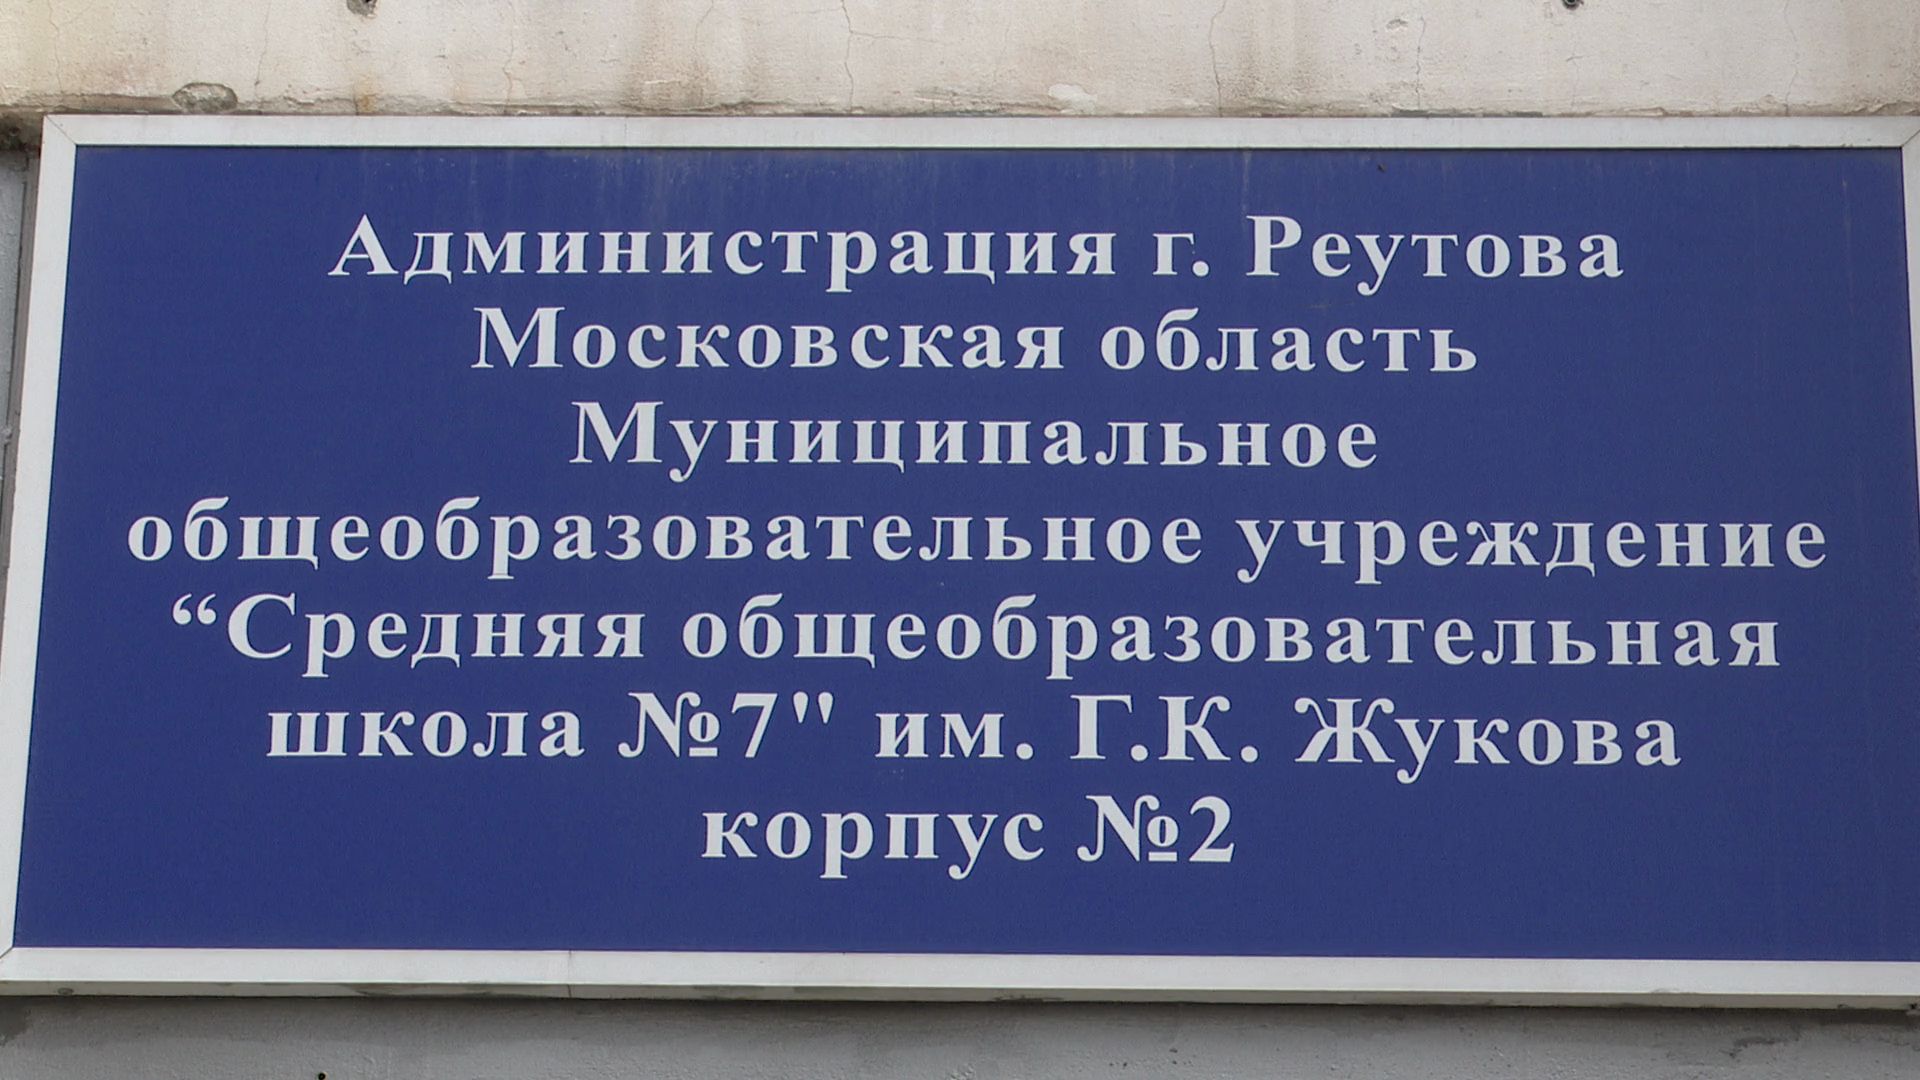 Администрация г. Реутова
Московская область
Муниципальное
общеобразовательное учреждение
“Средняя общеобразовательная
школа №7" им. Г.К. Жукова
корпус №2